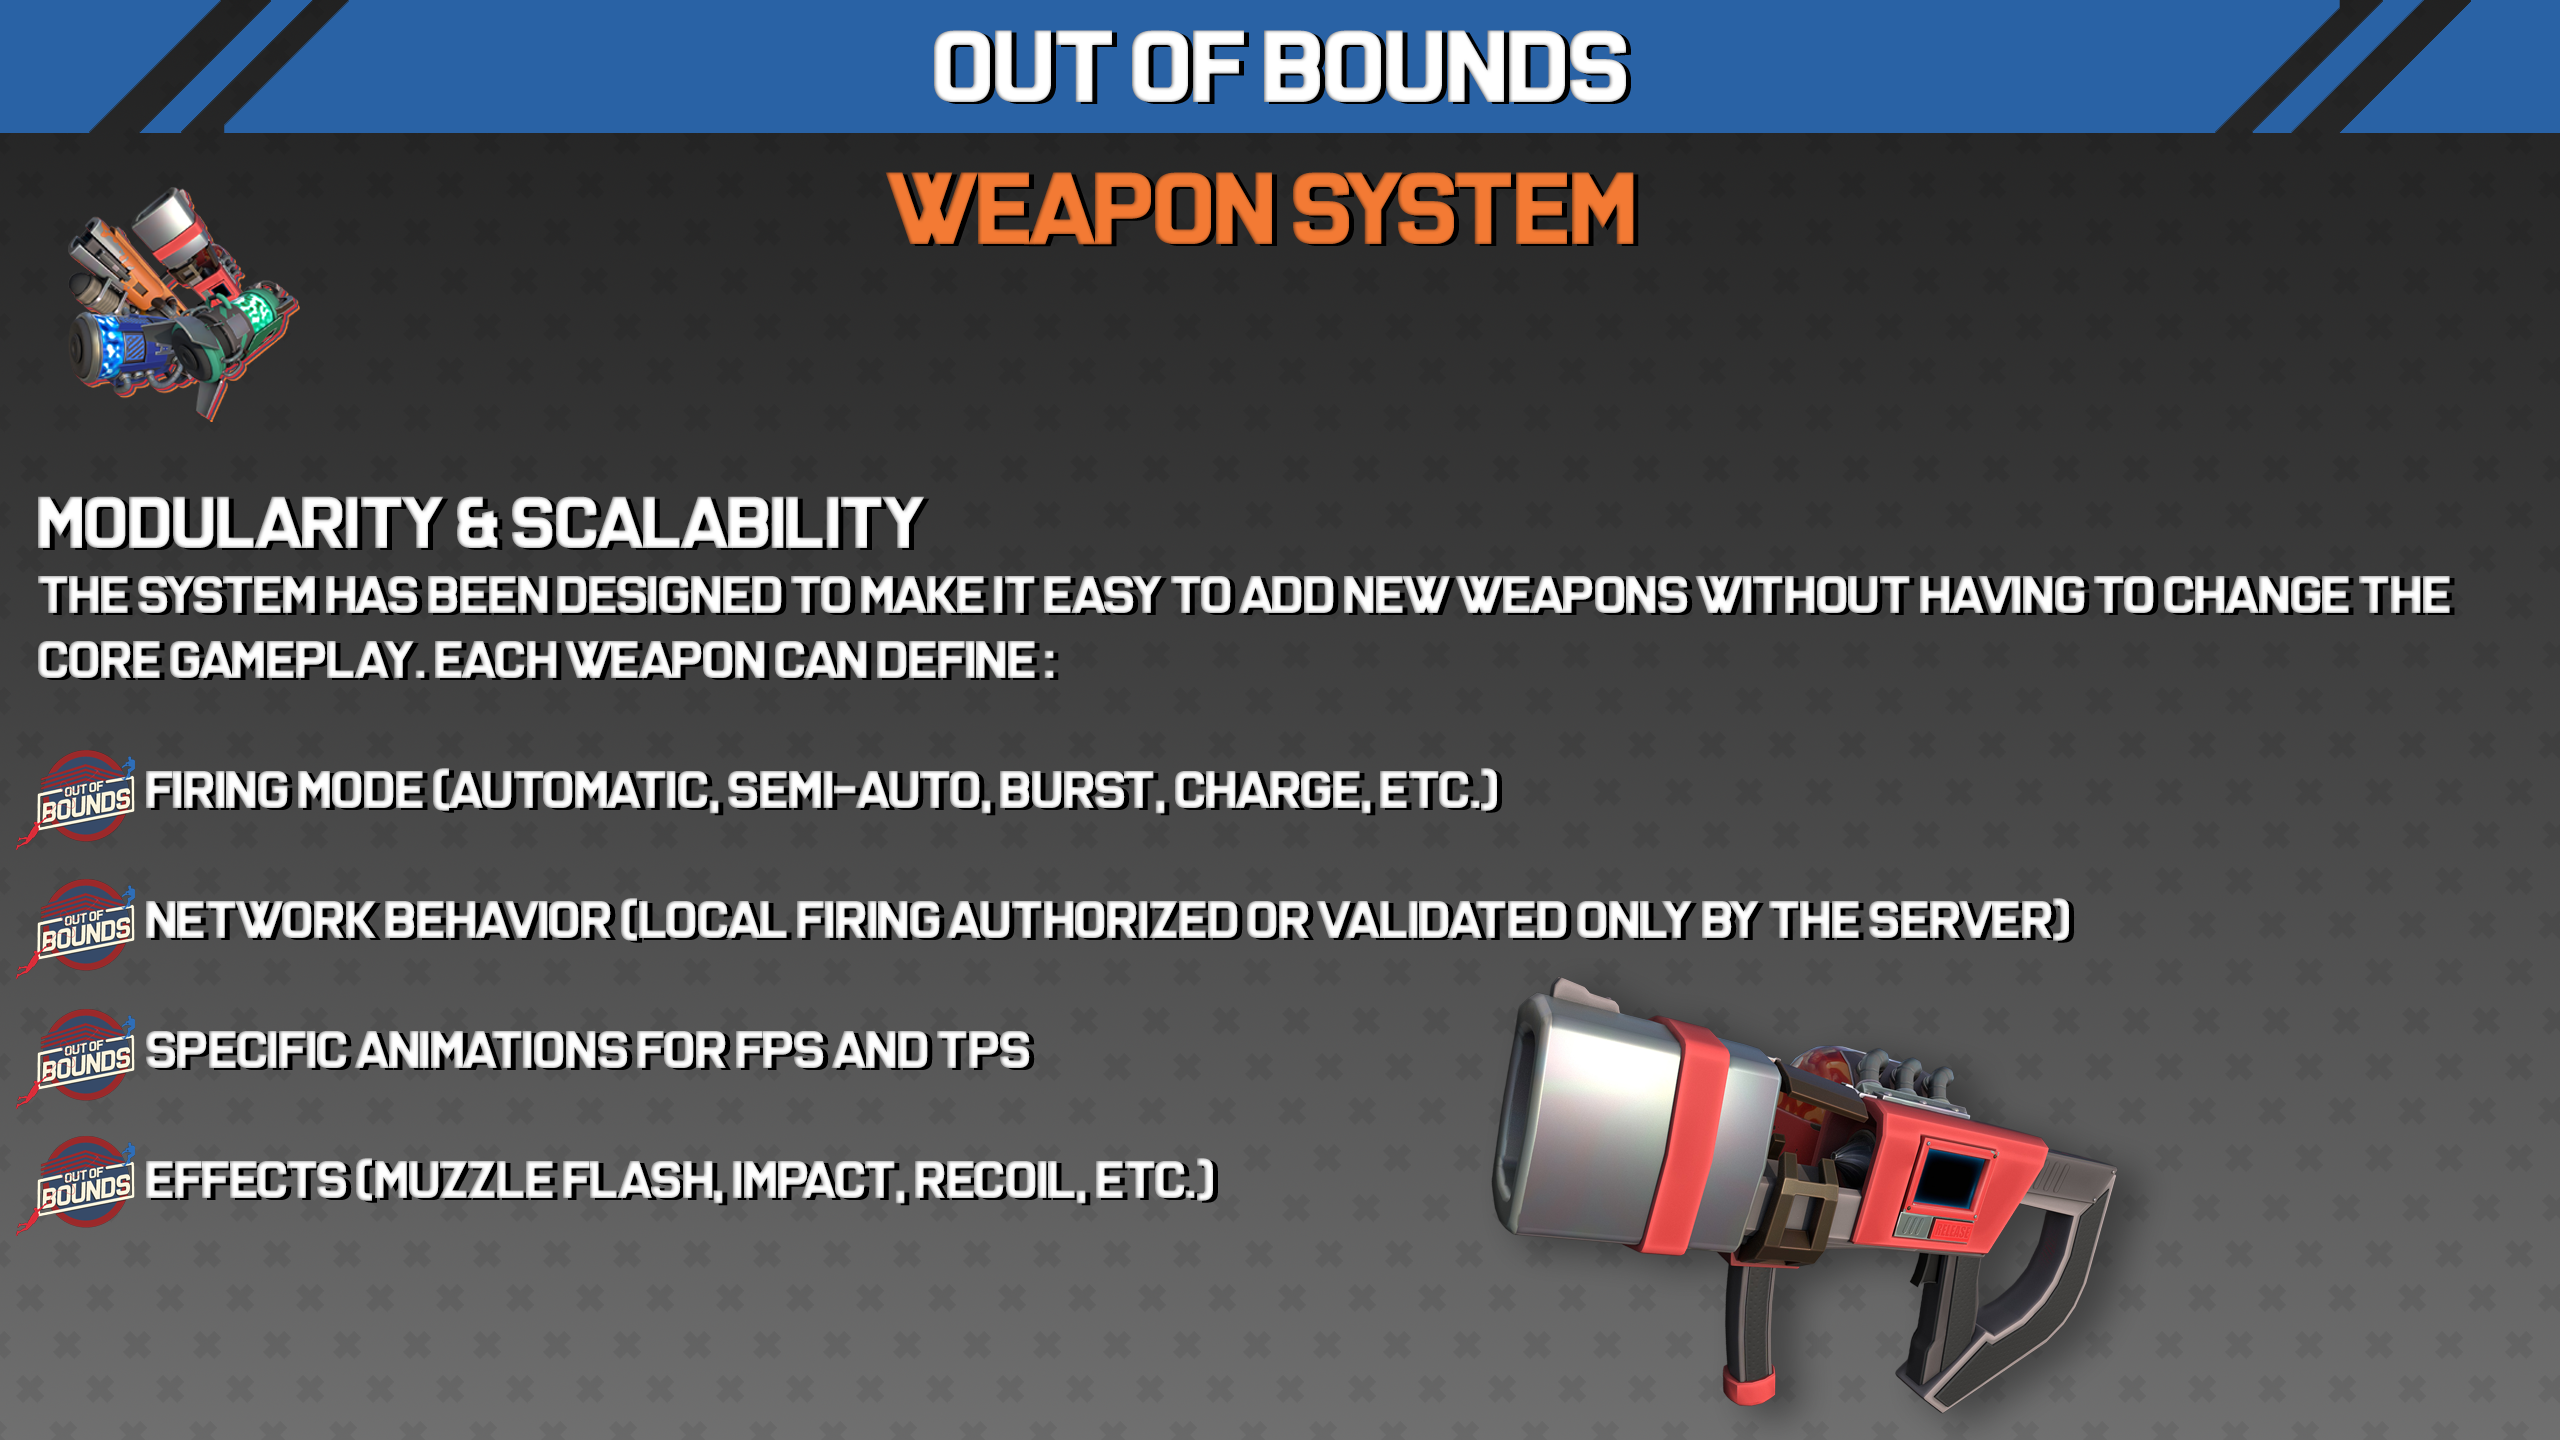 OUT OF BOUNDS
WEAPON SYSTEM
MODULARITY & SCALABILITY
THE SYSTEM HAS BEEN DESIGNED TO MAKE IT EASY TO ADD NEW WEAPONS WITHOUT HAVING TO CHANGE THE
CORE GAMEPLAY. EACH WEAPON CAN DEFINE :
OUT OF
BOUNDS
FIRING MODE (AUTOMATIC, SEMI-AUTO, BURST, CHARGE, ETC.)
OUT OF
BOUNDS
NETWORK BEHAVIOR (LOCAL FIRING AUTHORIZED OR VALIDATED ONLY BY THE SERVER)
OUT OF
BOUNDS
SPECIFIC ANIMATIONS FOR FPS AND TPS
OUT OF
BOUNDS
EFFECTS (MUZZLE FLASH, IMPACT, RECOIL, ETC.)
RELEASE